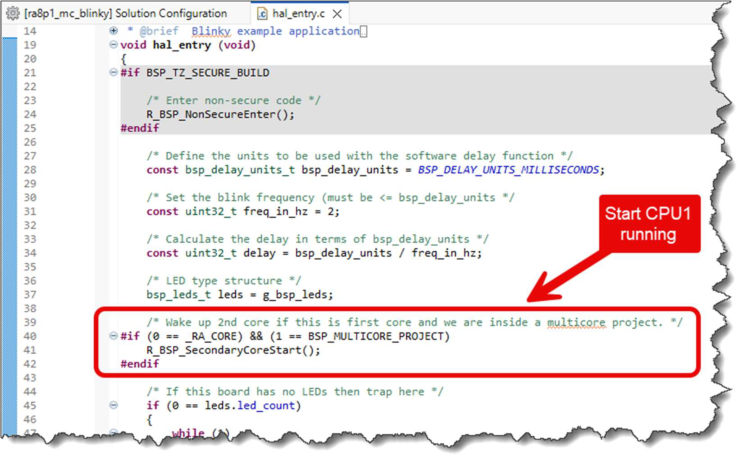 [ra8p1_mc_blinky] Solution Configuration hal_entry.c
14 * @brief Blinky example application
19 void hal_entry (void)
20 {
21 #if BSP_TZ_SECURE_BUILD
22
23 /* Enter non-secure code */
24 R_BSP_NonSecureEnter();
25 #endif
26
27 /* Define the units to be used with the software delay function */
28 const bsp_delay_units_t bsp_delay_units = BSP_DELAY_UNITS_MILLISECONDS;
29
30 /* Set the blink frequency (must be <= bsp_delay_units */
31 const uint32_t freq_in_hz = 2;
32
33 /* Calculate the delay in terms of bsp_delay_units */
34 const uint32_t delay = bsp_delay_units / freq_in_hz;
35
36 /* LED type structure */
37 bsp_leds_t leds = g_bsp_leds;
38
39 /* Wake up 2nd core if this is first core and we are inside a multicore project. */
40 #if (0 == _RA_CORE) && (1 == BSP_MULTICORE_PROJECT)
41 R_BSP_SecondaryCoreStart();
42 #endif
43
44 /* If this board has no LEDs then trap here */
45 if (0 == leds.led_count)
46 {
47 while (1)
Start CPU1
running